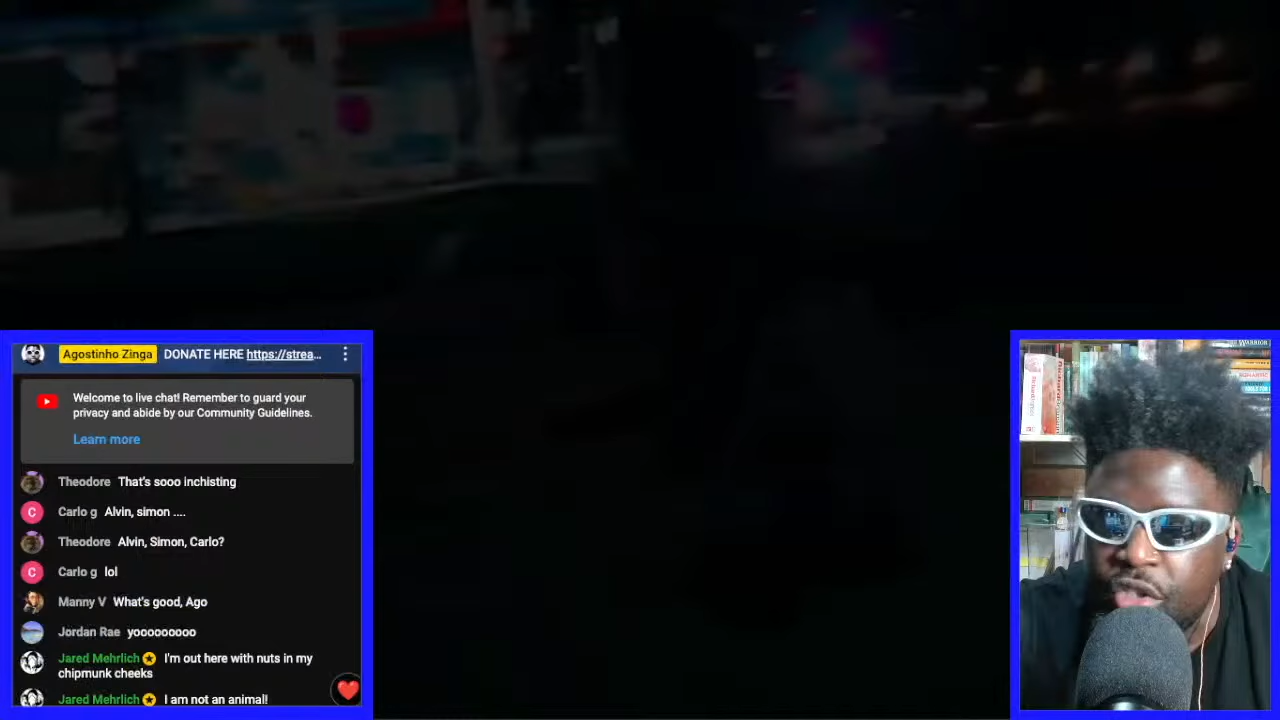 Agostinho Zinga DONATE HERE https://strea...
Welcome to live chat! Remember to guard your
privacy and abide by our Community Guidelines.
Learn more
Theodore That's sooo inchisting
C Carlo g Alvin, simon ....
Theodore Alvin, Simon, Carlo?
C Carlo g lol
Manny V What's good, Ago
Jordan Rae yooooooooo
Jared Mehrlich I'm out here with nuts in my
chipmunk cheeks
Jared Mehrlich I am not an animal!